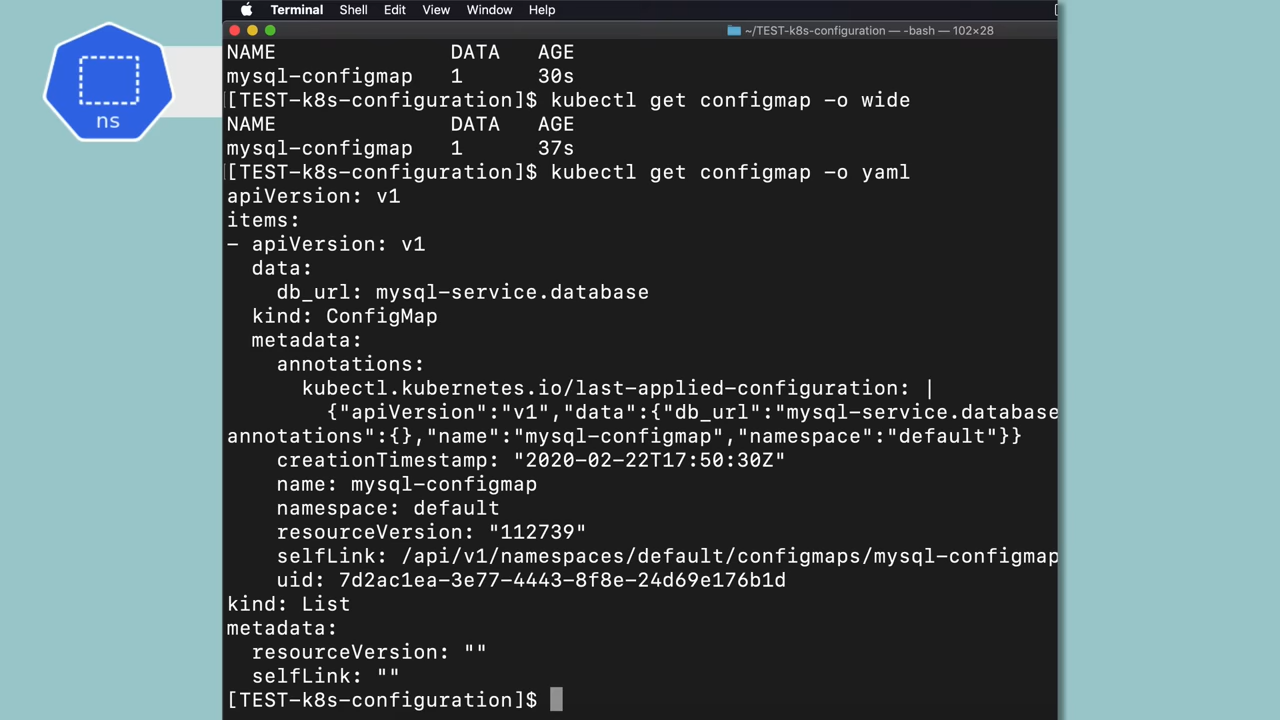 Terminal Shell Edit View Window Help
~/TEST-k8s-configuration — -bash — 102×28
NAME DATA AGE
mysql-configmap 1 30s
[TEST-k8s-configuration]$ kubectl get configmap -o wide
NAME DATA AGE
mysql-configmap 1 37s
[TEST-k8s-configuration]$ kubectl get configmap -o yaml
apiVersion: v1
items:
- apiVersion: v1
  data:
    db_url: mysql-service.database
  kind: ConfigMap
  metadata:
    annotations:
      kubectl.kubernetes.io/last-applied-configuration: |
        {"apiVersion":"v1","data":{"db_url":"mysql-service.database
annotations":{},"name":"mysql-configmap","namespace":"default"}}
    creationTimestamp: "2020-02-22T17:50:30Z"
    name: mysql-configmap
    namespace: default
    resourceVersion: "112739"
    selfLink: /api/v1/namespaces/default/configmaps/mysql-configmap
    uid: 7d2ac1ea-3e77-4443-8f8e-24d69e176b1d
kind: List
metadata:
  resourceVersion: ""
  selfLink: ""
[TEST-k8s-configuration]$
ns